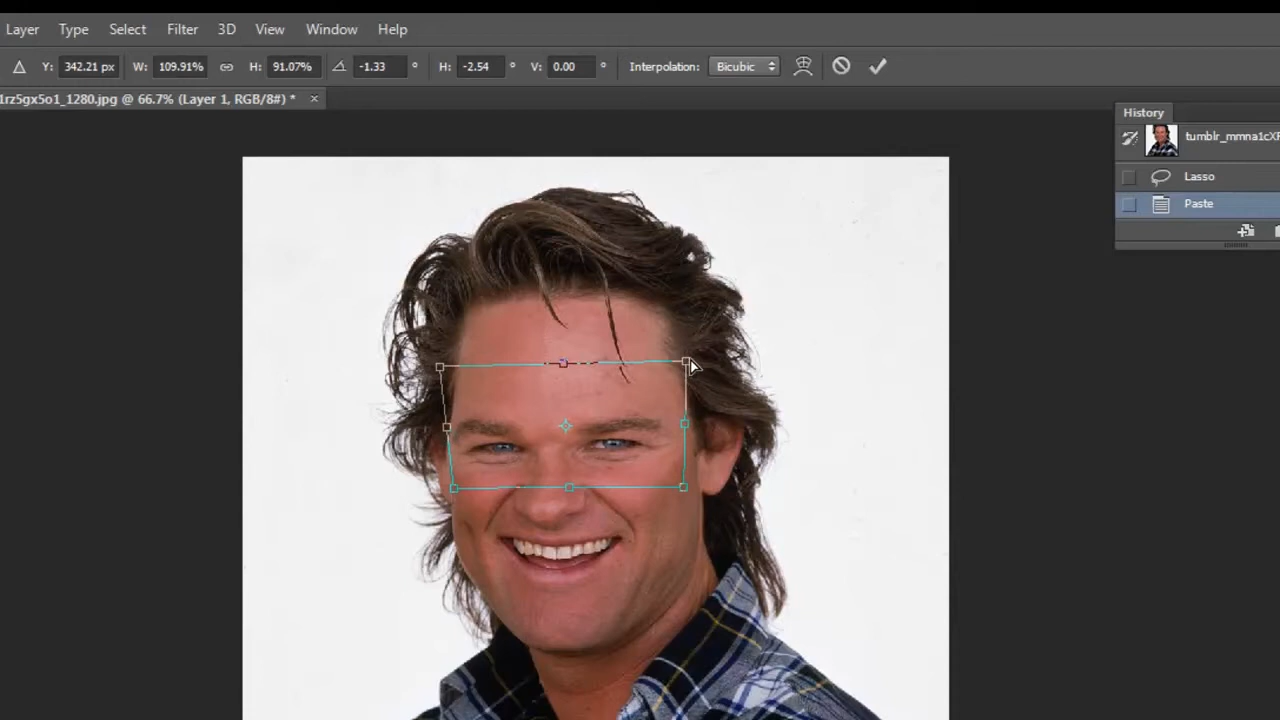 Layer Type Select Filter 3D View Window Help
Y: 342.21 px W: 109.91% H: 91.07% -1.33 ° H: -2.54 ° V: 0.00 ° Interpolation: Bicubic
1rz5gx5o1_1280.jpg @ 66.7% (Layer 1, RGB/8#) * ×
History
tumblr_mmna1cXR
Lasso
Paste